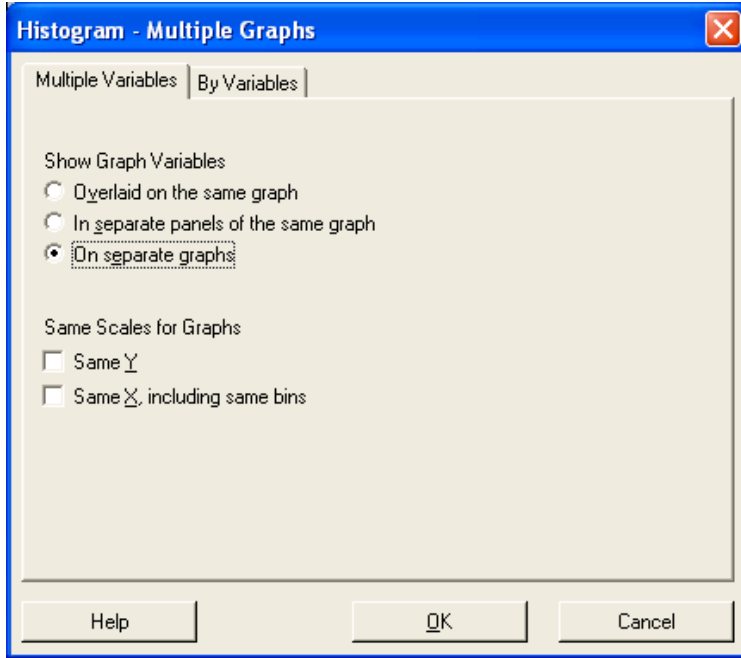 Histogram - Multiple Graphs
Multiple Variables By Variables
Show Graph Variables
Overlaid on the same graph
In separate panels of the same graph
On separate graphs
Same Scales for Graphs
Same Y
Same X, including same bins
Help OK Cancel